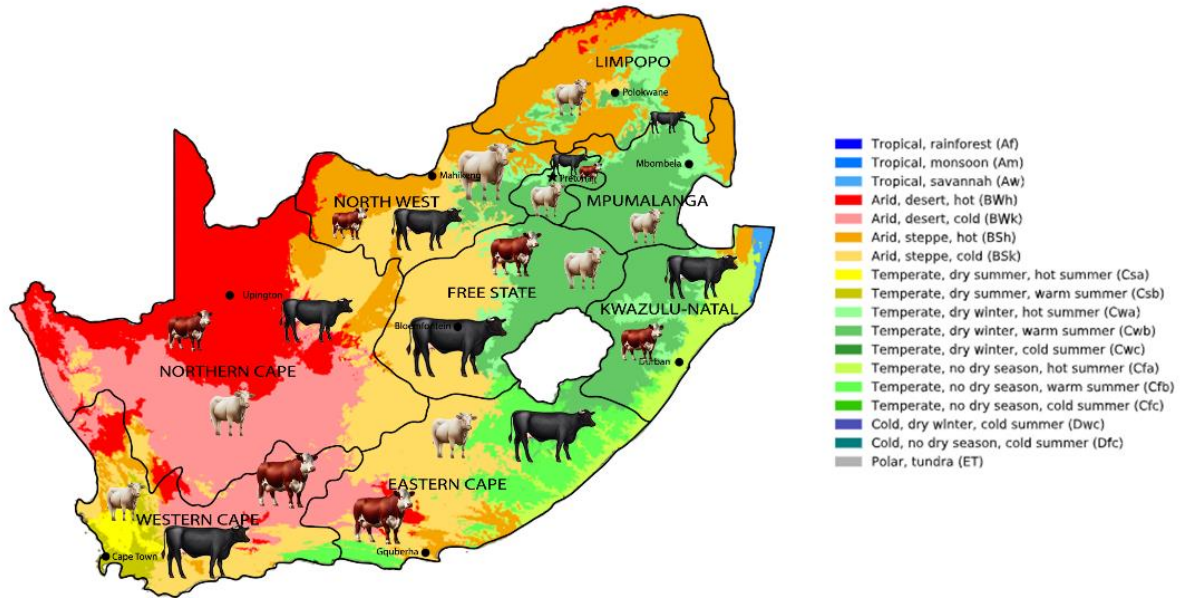 LIMPOPO
Polokwane
Mbombela
Mahikeng
Pretoria
NORTH WEST
MPUMALANGA
Upington
FREE STATE
KWAZULU-NATAL
Bloemfontein
Durban
NORTHERN CAPE
EASTERN CAPE
WESTERN CAPE
Cape Town
Gquberha
Tropical, rainforest (Af)
Tropical, monsoon (Am)
Tropical, savannah (Aw)
Arid, desert, hot (BWh)
Arid, desert, cold (BWk)
Arid, steppe, hot (BSh)
Arid, steppe, cold (BSk)
Temperate, dry summer, hot summer (Csa)
Temperate, dry summer, warm summer (Csb)
Temperate, dry winter, hot summer (Cwa)
Temperate, dry winter, warm summer (Cwb)
Temperate, dry winter, cold summer (Cwc)
Temperate, no dry season, hot summer (Cfa)
Temperate, no dry season, warm summer (Cfb)
Temperate, no dry season, cold summer (Cfc)
Cold, dry winter, cold summer (Dwc)
Cold, no dry season, cold summer (Dfc)
Polar, tundra (ET)